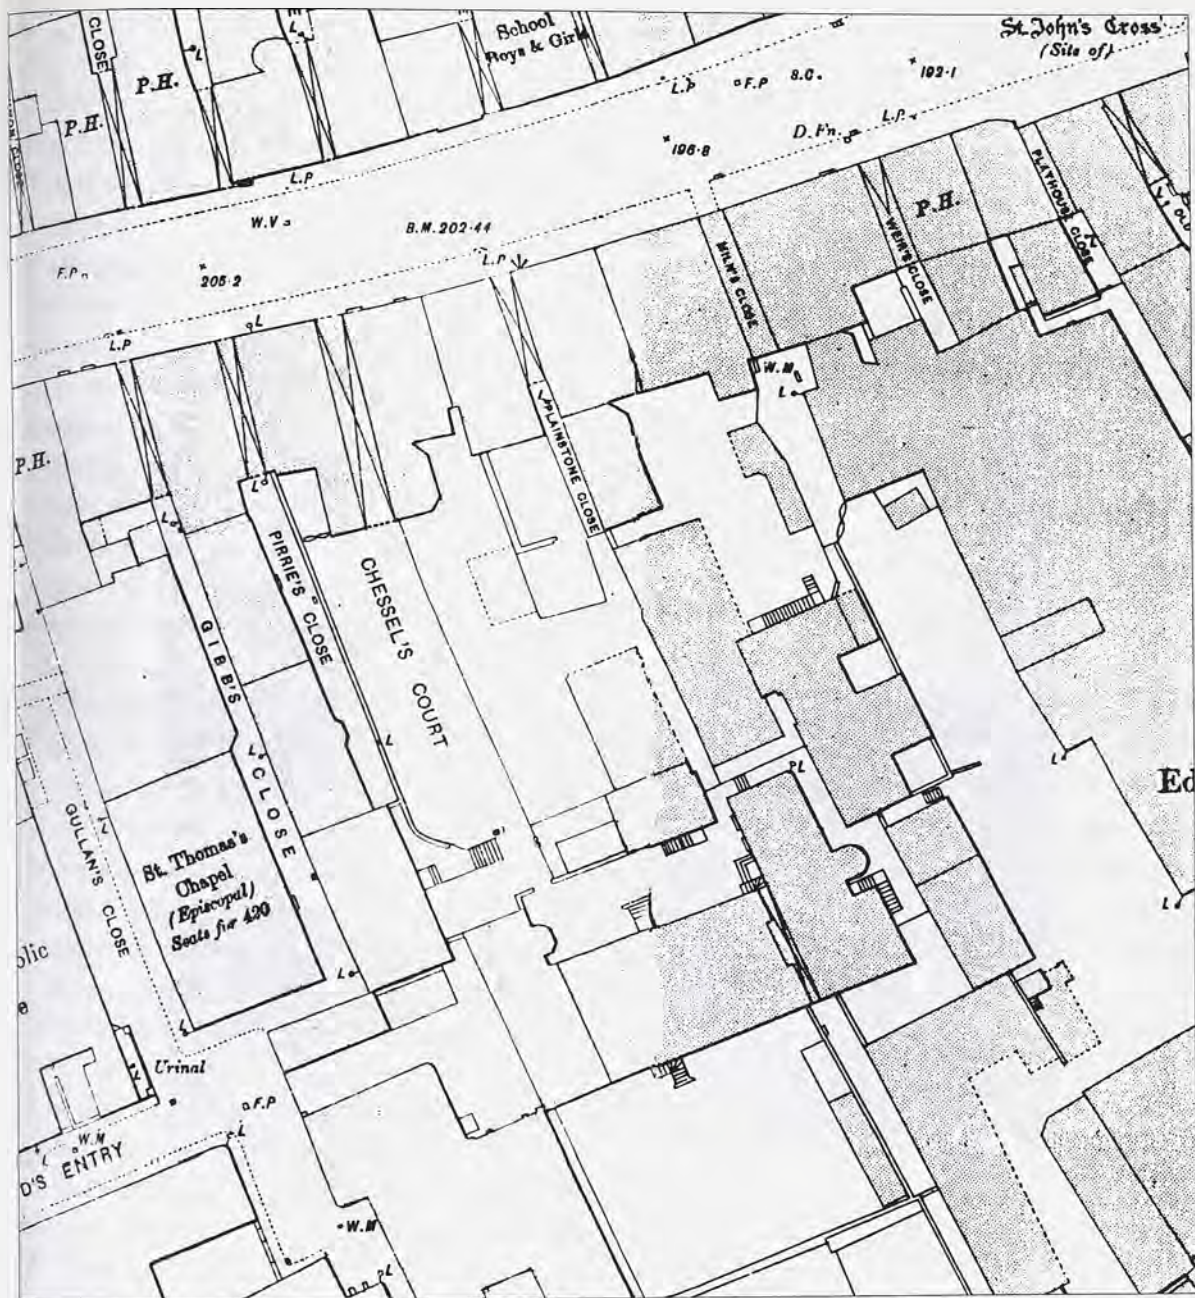 CLOSE
P.H.
P.H.
L
L
School
Boys & Girls
St. John's Cross
(Site of)
L.P
F.P
S.C.
192.1
196.8
D. Fn.
L.P
L.P
W.V
B.M. 202.44
L.P
F.P
205.2
L
L.P
P.H.
PLAYHOUSE CLOSE
WEIR'S CLOSE
MILN'S CLOSE
W.M
L
P.H.
PLAINSTONE CLOSE
L
L
PIRRIE'S CLOSE
CHESSEL'S
COURT
GIBB'S
CLOSE
L
L
GULLAN'S CLOSE
St. Thomas's
Chapel
(Episcopal)
Seats for 420
L
L
L
L
L
Ed
Urinal
F.P
L
W.M
L
D'S ENTRY
W.M
L